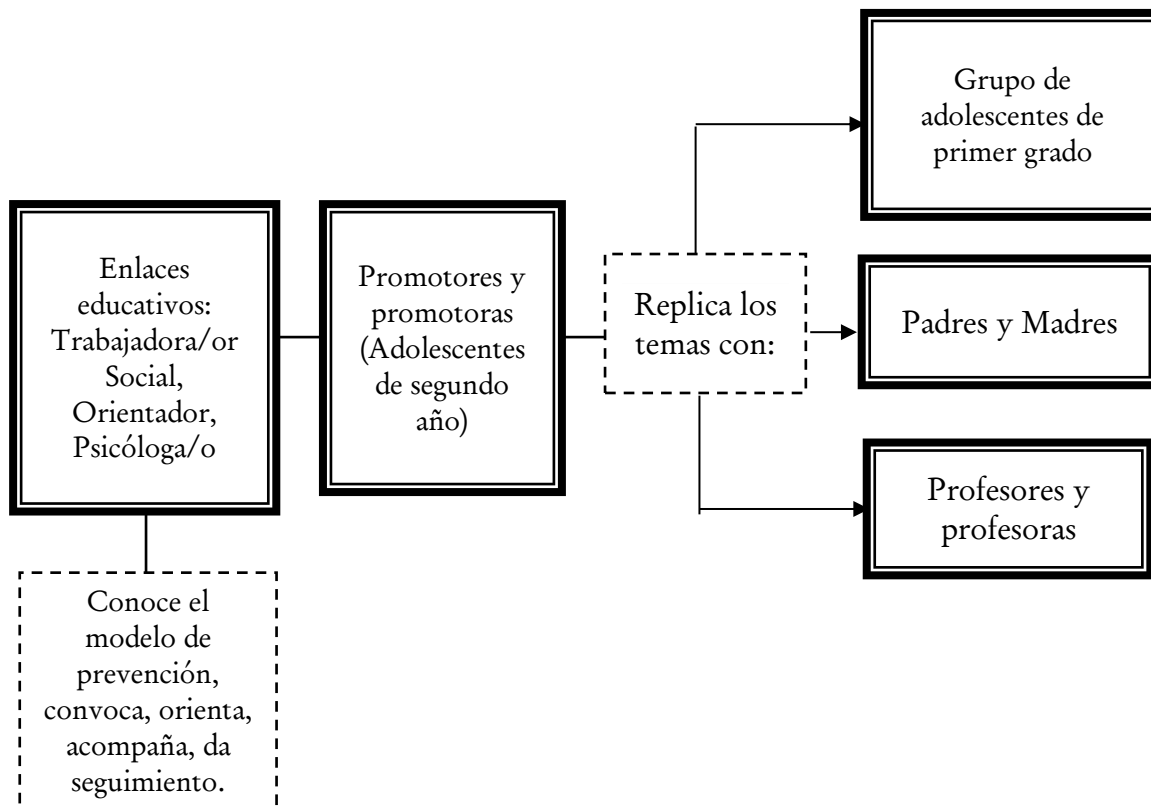 Enlaces
educativos:
Trabajadora/or
Social,
Orientador,
Psicóloga/o
Conoce el
modelo de
prevención,
convoca, orienta,
acompaña, da
seguimiento.
Promotores y
promotoras
(Adolescentes
de segundo
año)
Replica los
temas con:
Grupo de
adolescentes de
primer grado
Padres y Madres
Profesores y
profesoras